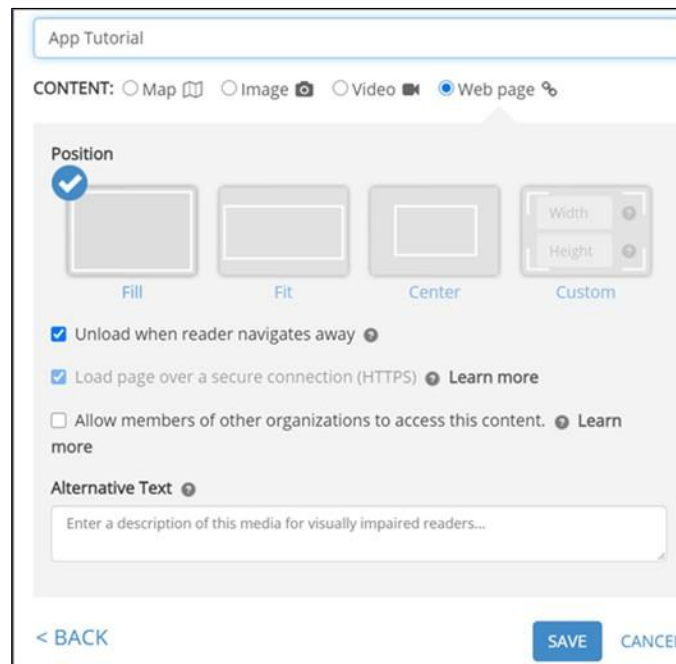 App Tutorial
CONTENT: Map Image Video Web page
Position
Width
Height
Fill Fit Center Custom
Unload when reader navigates away ?
Load page over a secure connection (HTTPS) ? Learn more
Allow members of other organizations to access this content. ? Learn
more
Alternative Text ?
Enter a description of this media for visually impaired readers...
< BACK SAVE CANCEL